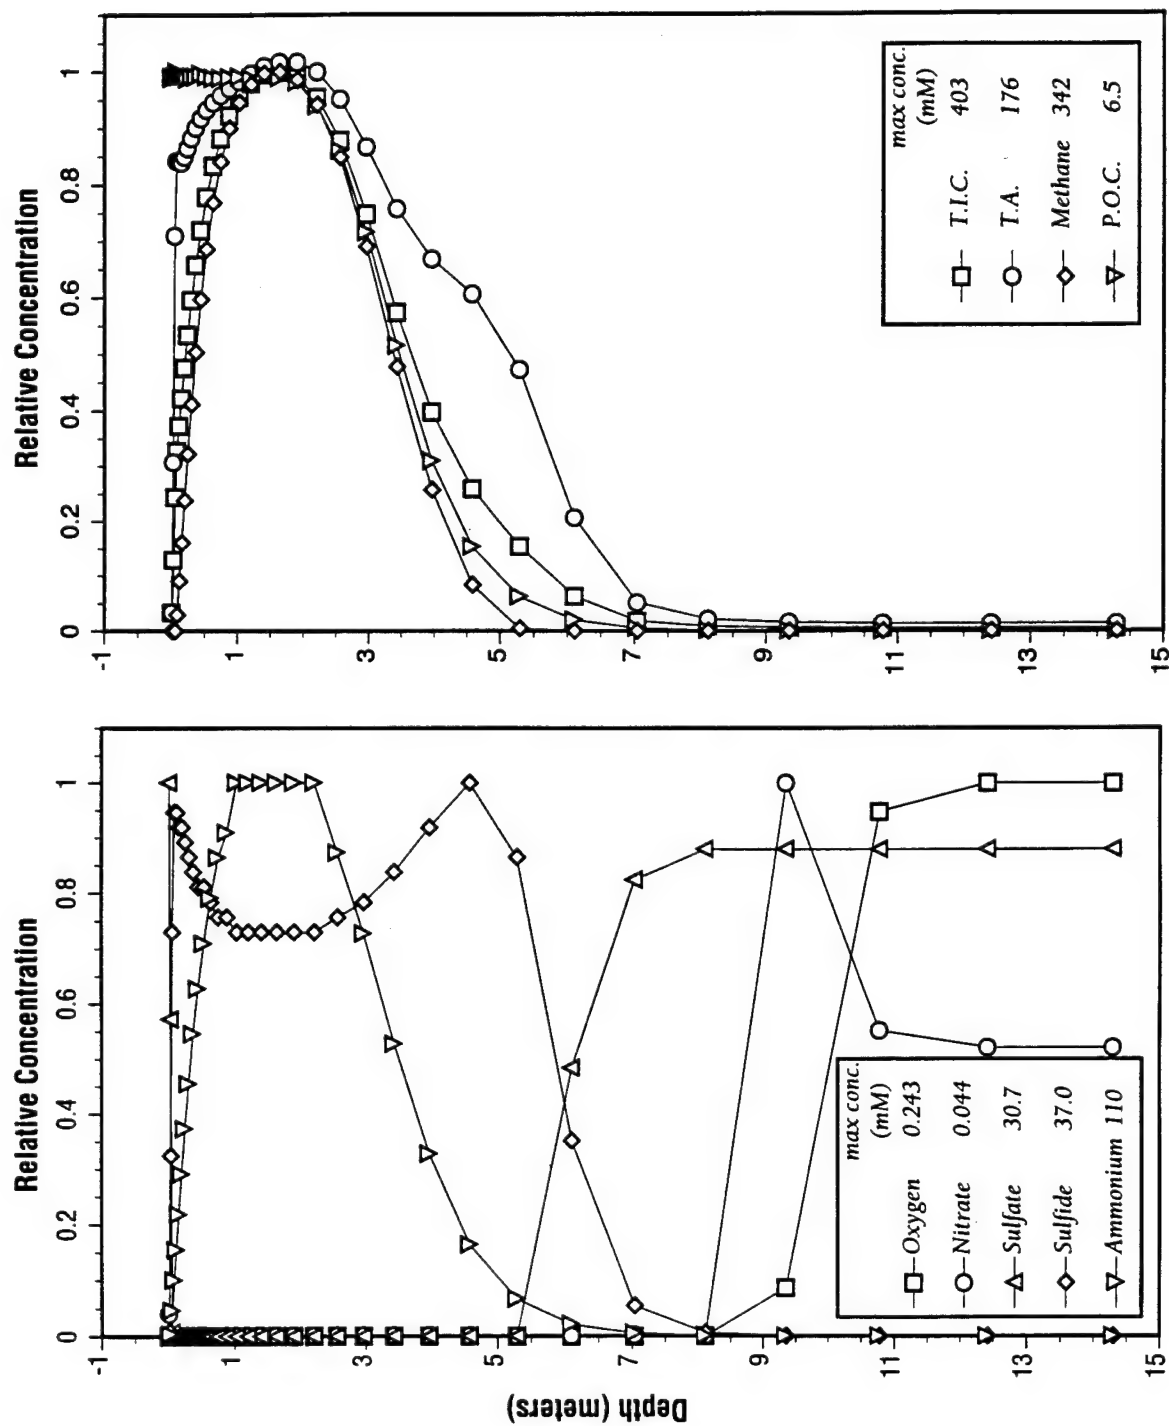 Relative Concentration
0 0.2 0.4 0.6 0.8 1
-1
1
3
5
7
9
11
13
15
Depth (meters)
max conc.
(mM)
Oxygen 0.243
Nitrate 0.044
Sulfate 30.7
Sulfide 37.0
Ammonium 110
Relative Concentration
0 0.2 0.4 0.6 0.8 1
-1
1
3
5
7
9
11
13
15
max conc.
(mM)
T.I.C. 403
T.A. 176
Methane 342
P.O.C. 6.5